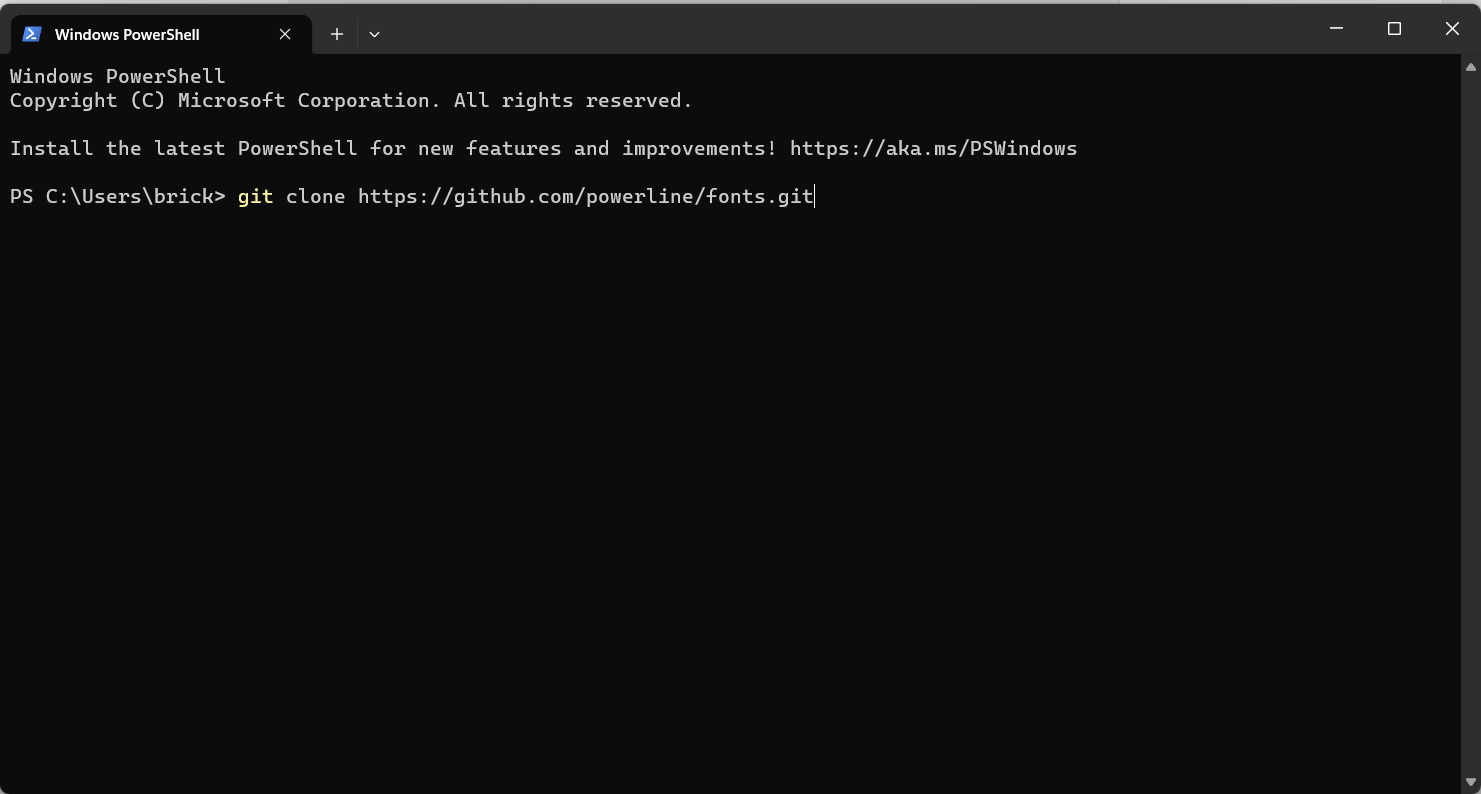 Windows PowerShell
Windows PowerShell
Copyright (C) Microsoft Corporation. All rights reserved.
Install the latest PowerShell for new features and improvements! https://aka.ms/PSWindows
PS C:\Users\brick> git clone https://github.com/powerline/fonts.git